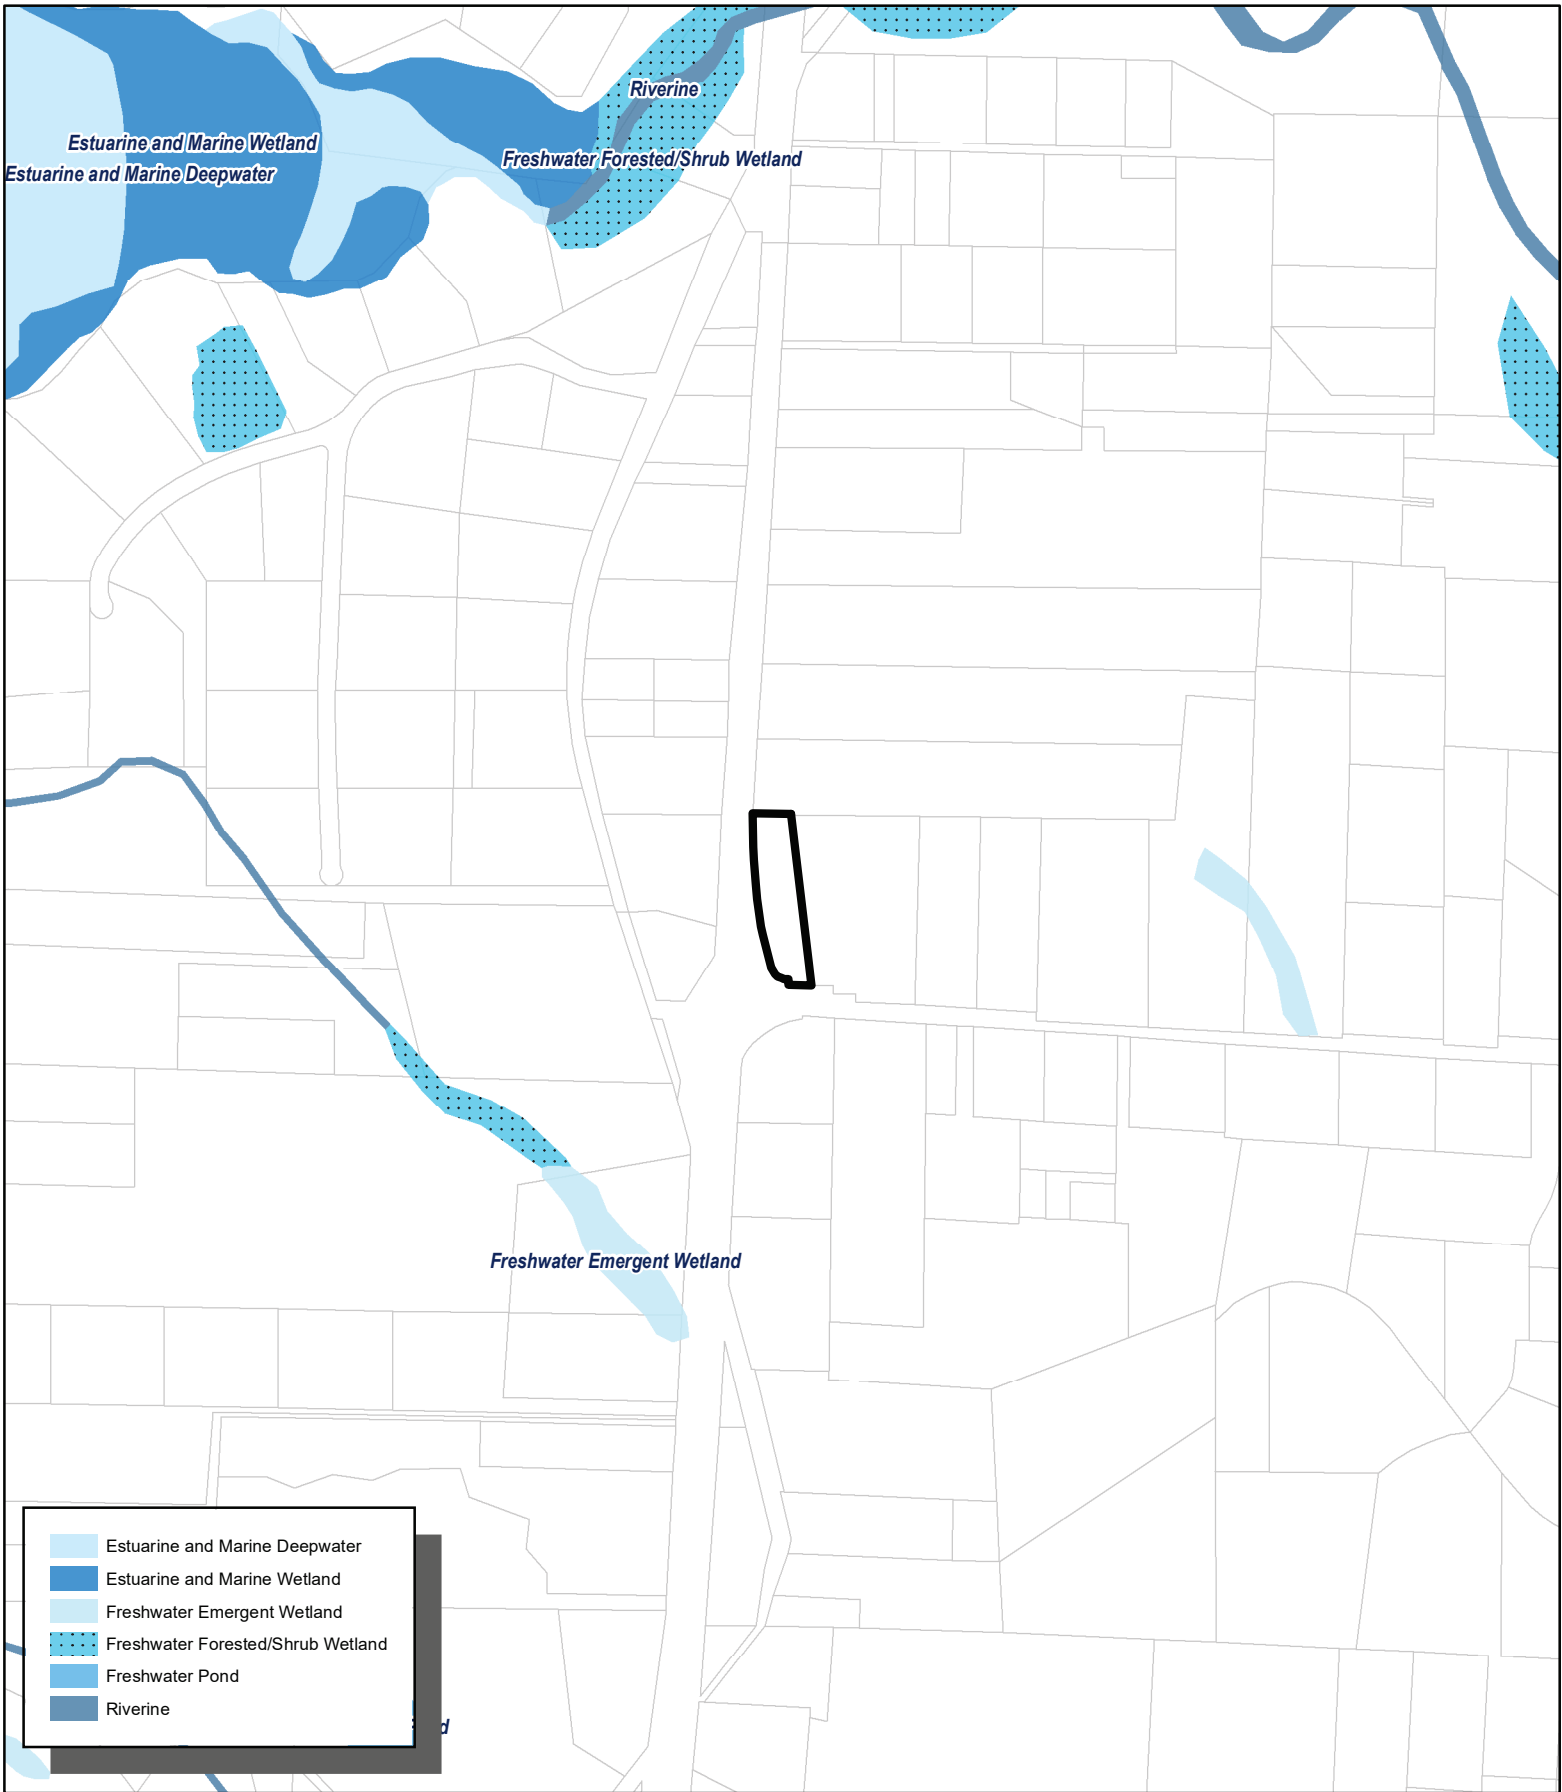 Riverine
Estuarine and Marine Wetland
Freshwater Forested/Shrub Wetland
Estuarine and Marine Deepwater
Freshwater Emergent Wetland
Estuarine and Marine Deepwater
Estuarine and Marine Wetland
Freshwater Emergent Wetland
Freshwater Forested/Shrub Wetland
Freshwater Pond
Riverine
d